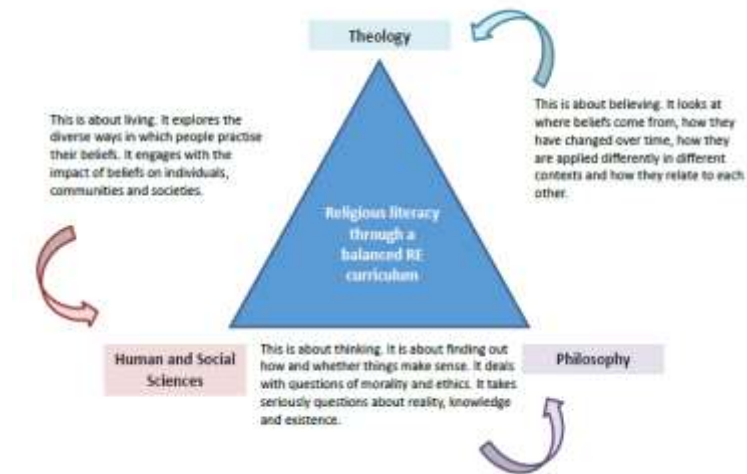 Theology
This is about living. It explores the
diverse ways in which people practise
their beliefs. It engages with the
impact of beliefs on individuals,
communities and societies.
This is about believing. It looks at
where beliefs come from, how they
have changed over time, how they
are applied differently in different
contexts and how they relate to each
other.
Religious literacy
through a
balanced RE
curriculum
Human and Social
Sciences
This is about thinking. It is about finding out
how and whether things make sense. It deals
with questions of morality and ethics. It takes
seriously questions about reality, knowledge
and existence.
Philosophy